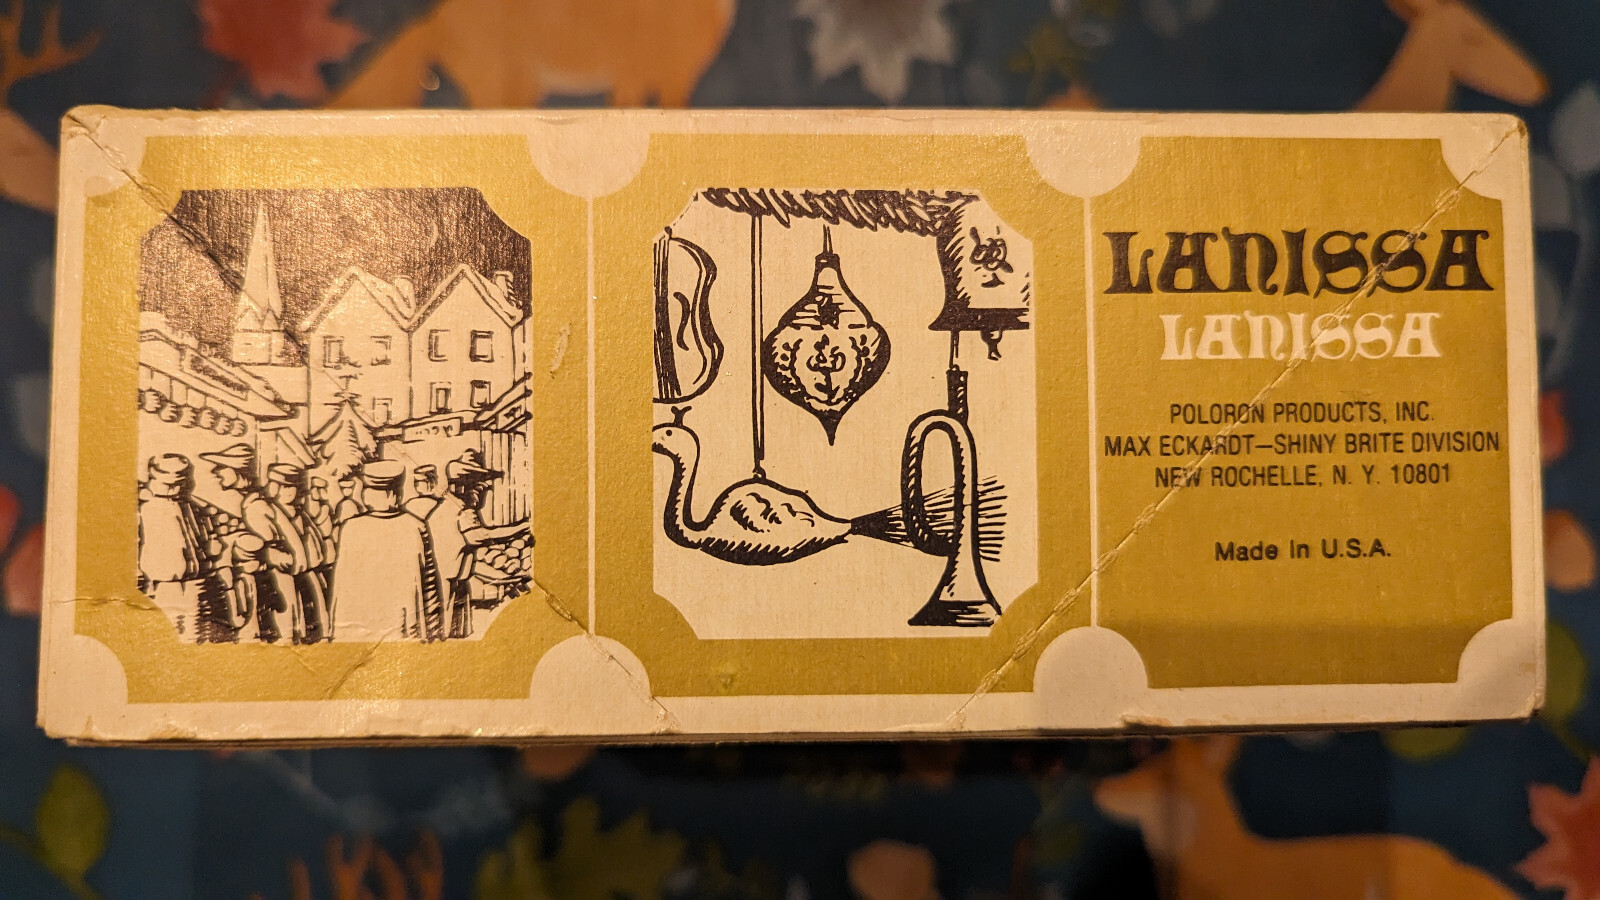 LANISSA
LANISSA
POLORON PRODUCTS, INC.
MAX ECKARDT—SHINY BRITE DIVISION
NEW ROCHELLE, N. Y. 10801
Made In U.S.A.